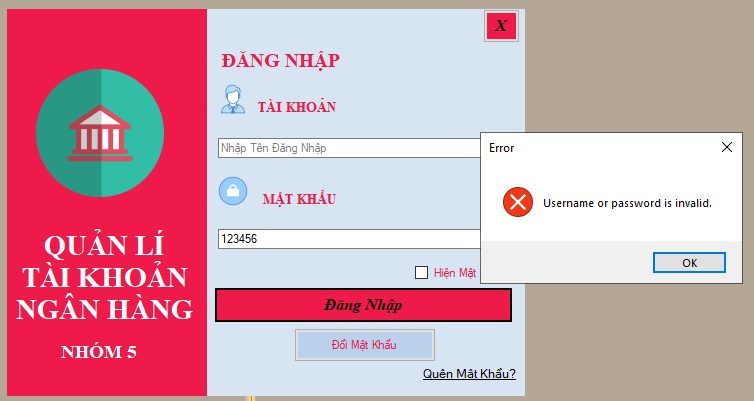 QUẢN LÍ
TÀI KHOẢN
NGÂN HÀNG
NHÓM 5
X
ĐĂNG NHẬP
TÀI KHOẢN
Nhập Tên Đăng Nhập
MẬT KHẨU
123456
Hiện Mật
Đăng Nhập
Đổi Mật Khẩu
Quên Mật Khẩu?
Error
Username or password is invalid.
OK